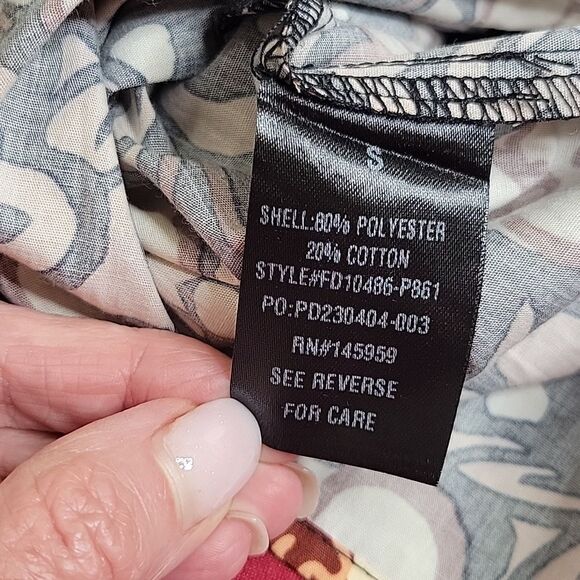 S
SHELL:80% POLYESTER
20% COTTON
STYLE#FD10486-P861
PO:PD230404-003
RN#145959
SEE REVERSE
FOR CARE